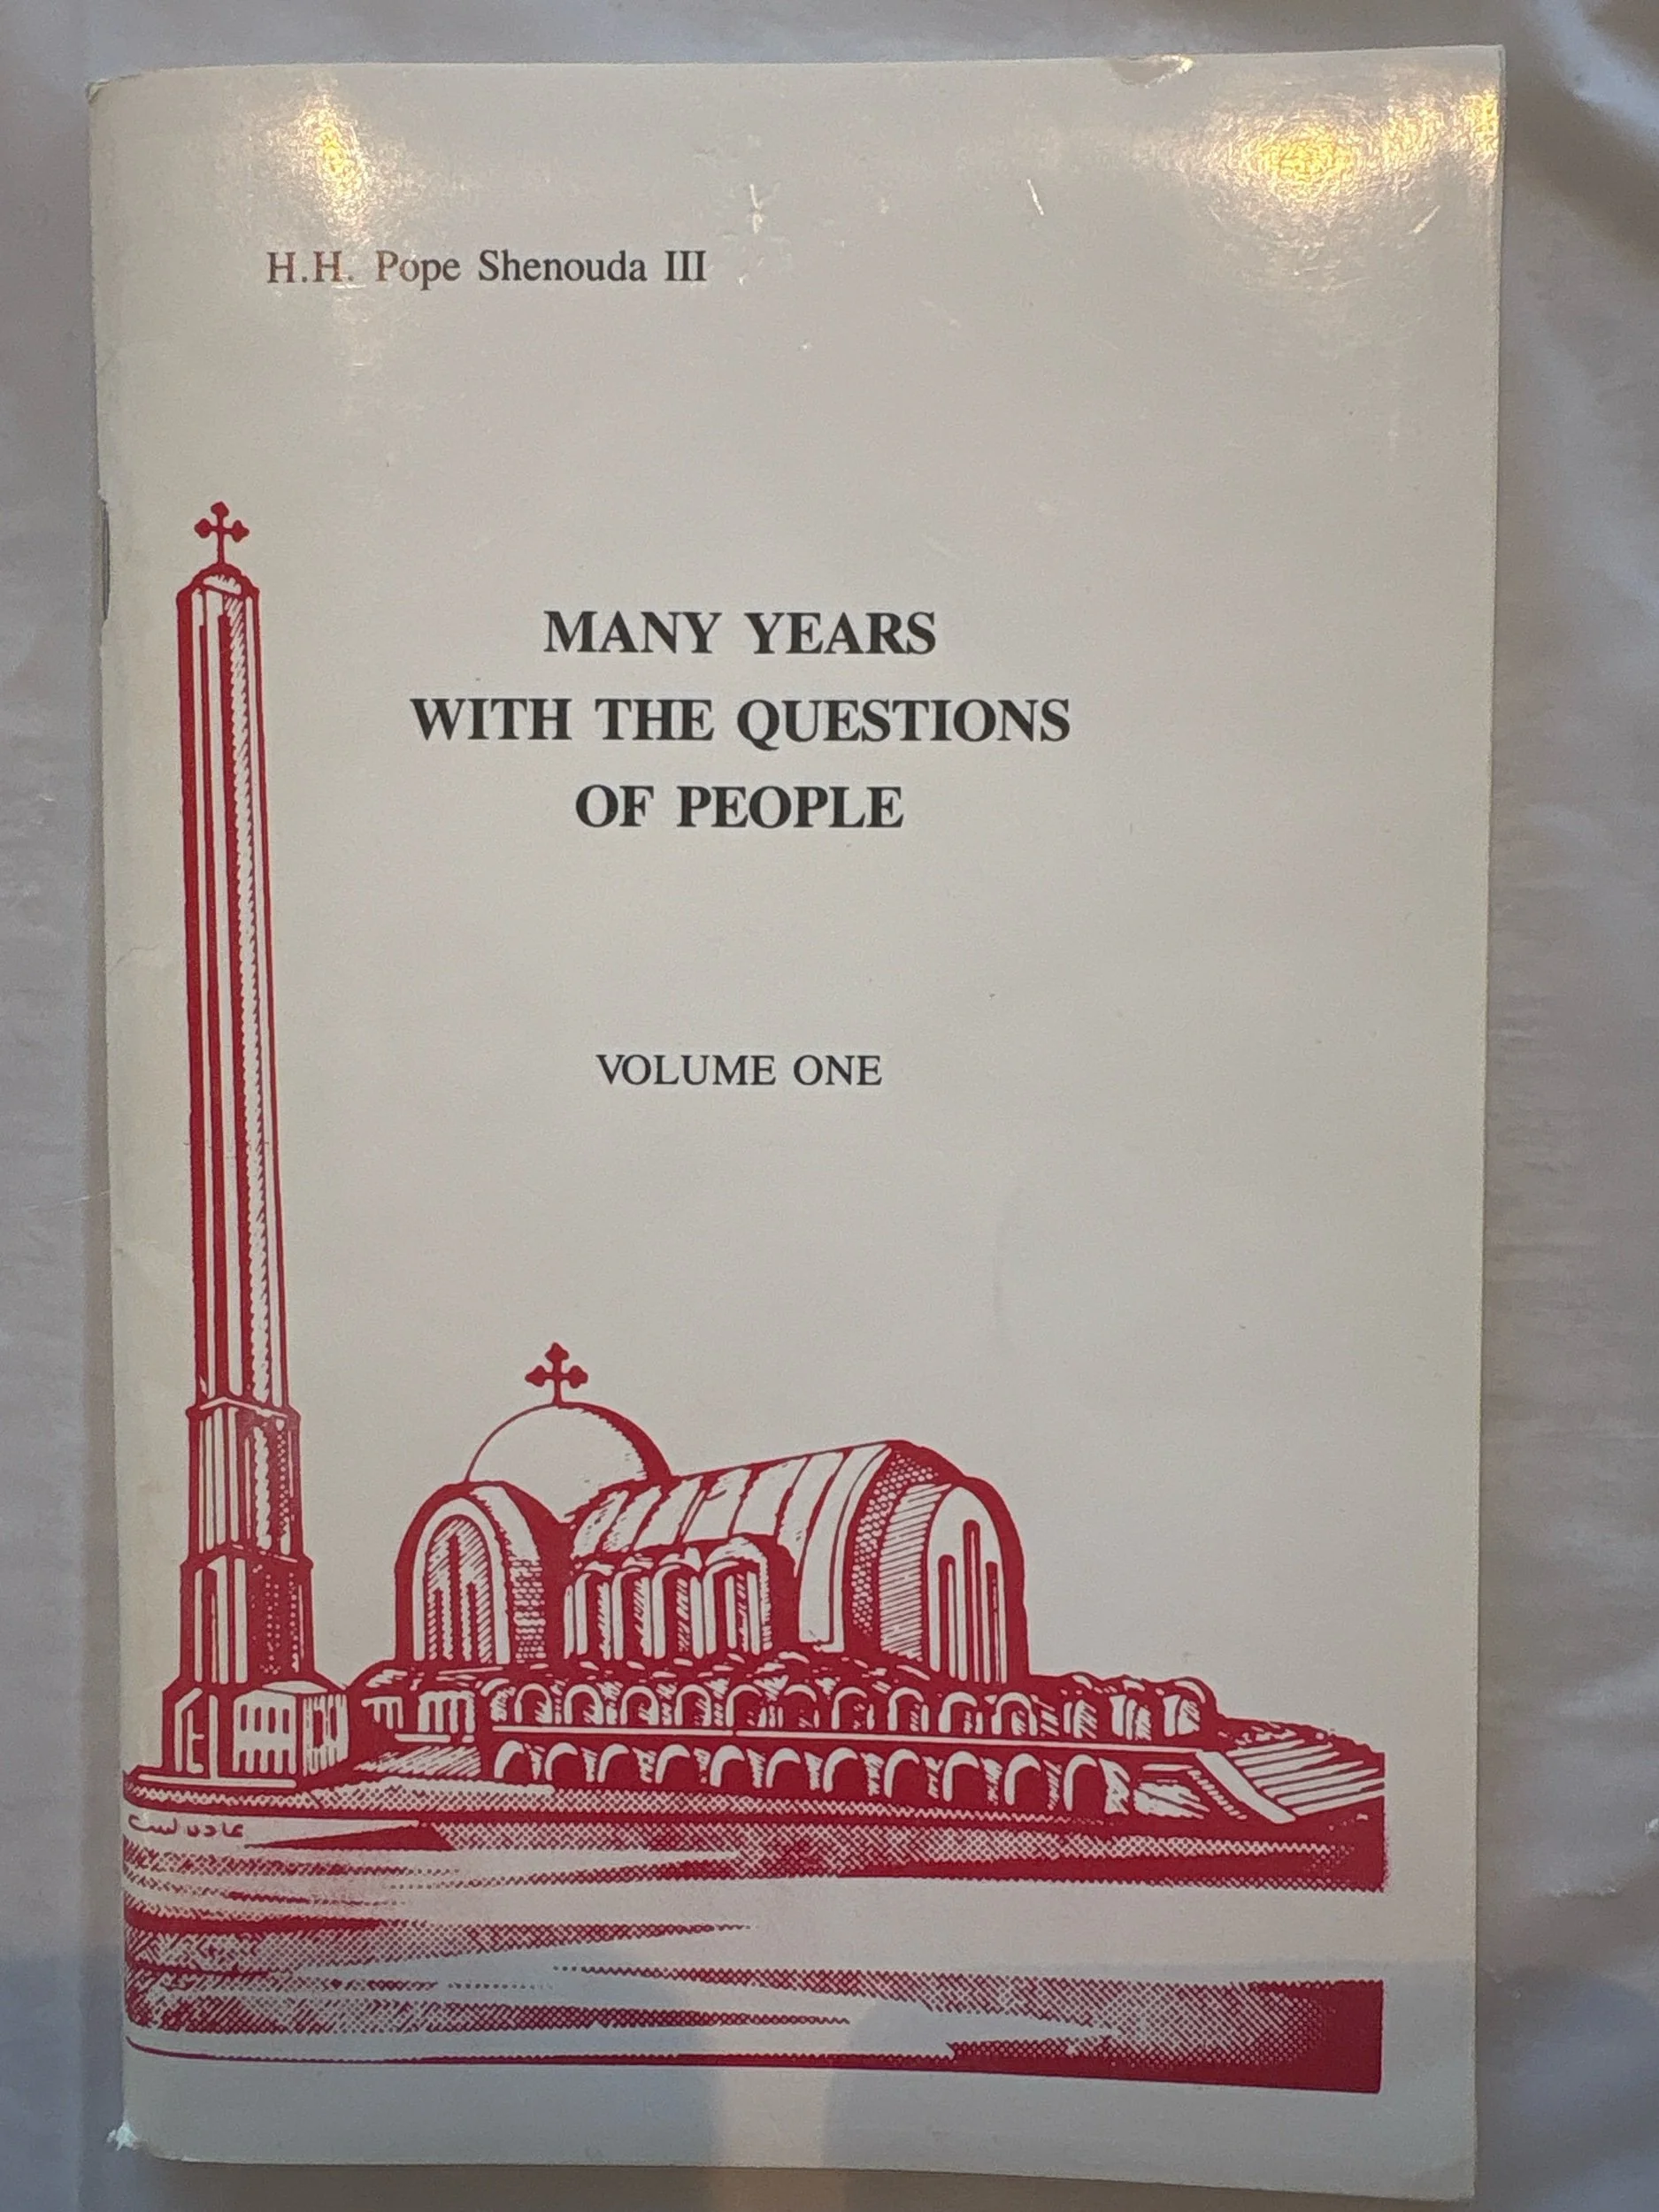 H.H. Pope Shenouda III
MANY YEARS
WITH THE QUESTIONS
OF PEOPLE
VOLUME ONE